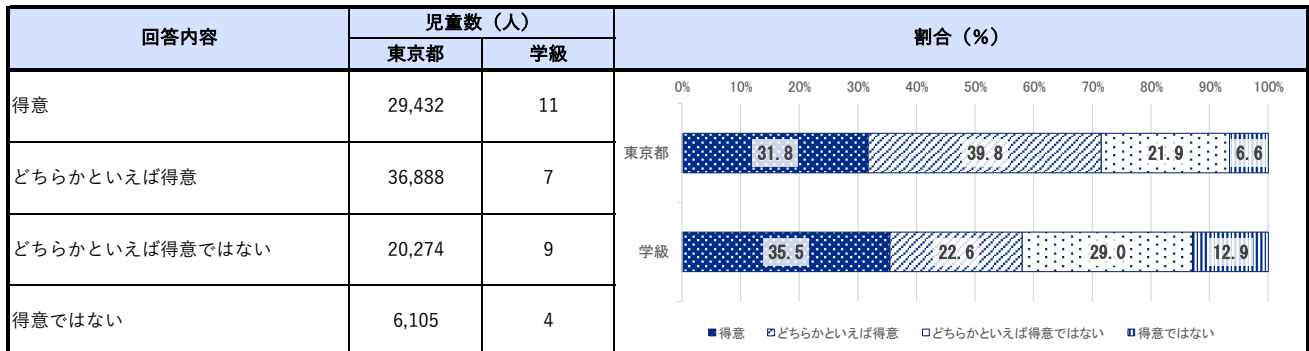 回答内容
児童数（人）
東京都
学級
割合（％）
得意
29,432
11
どちらかといえば得意
36,888
7
どちらかといえば得意ではない
20,274
9
得意ではない
6,105
4
0%
10%
20%
30%
40%
50%
60%
70%
80%
90%
100%
東京都
31.8
39.8
21.9
6.6
学級
35.5
22.6
29.0
12.9
得意
どちらかといえば得意
どちらかといえば得意ではない
得意ではない